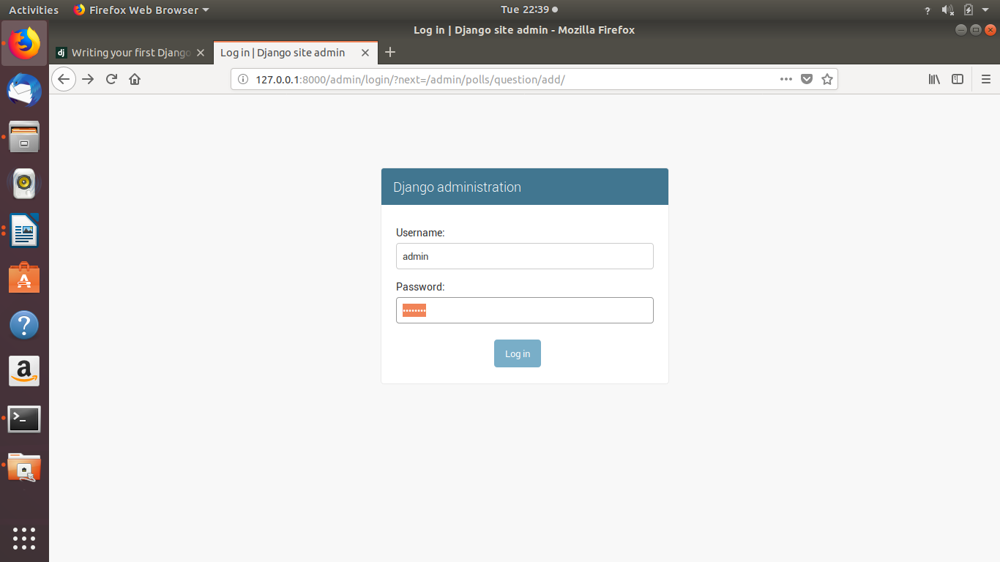 Activities Firefox Web Browser Tue 22:39
Log in | Django site admin - Mozilla Firefox
Writing your first Django Log in | Django site admin
127.0.0.1:8000/admin/login/?next=/admin/polls/question/add/
Django administration
Username:
admin
Password:
••••••••
Log in